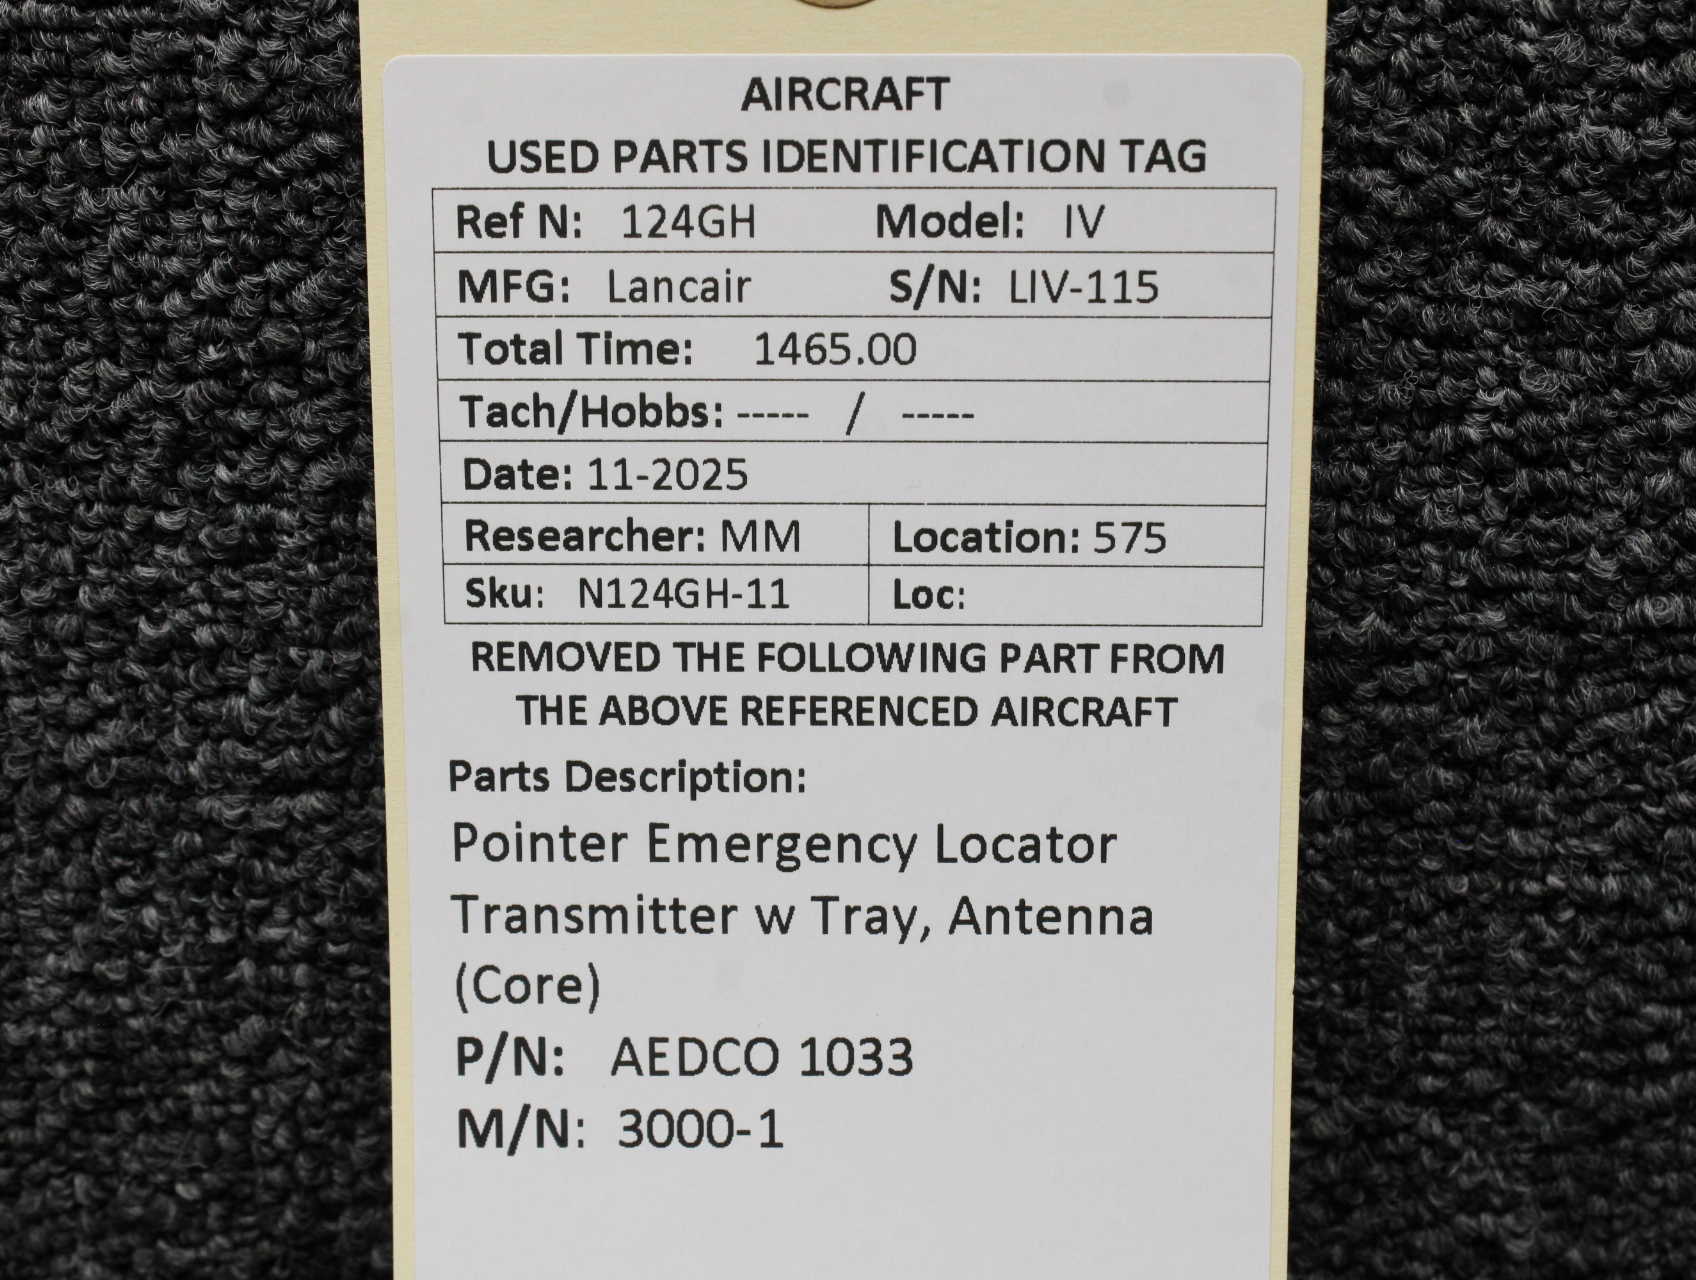 AIRCRAFT
USED PARTS IDENTIFICATION TAG
Ref N: 124GH Model: IV
MFG: Lancair S/N: LIV-115
Total Time: 1465.00
Tach/Hobbs: ----- / -----
Date: 11-2025
Researcher: MM Location: 575
Sku: N124GH-11 Loc:
REMOVED THE FOLLOWING PART FROM
THE ABOVE REFERENCED AIRCRAFT
Parts Description:
Pointer Emergency Locator
Transmitter w Tray, Antenna
(Core)
P/N: AEDCO 1033
M/N: 3000-1